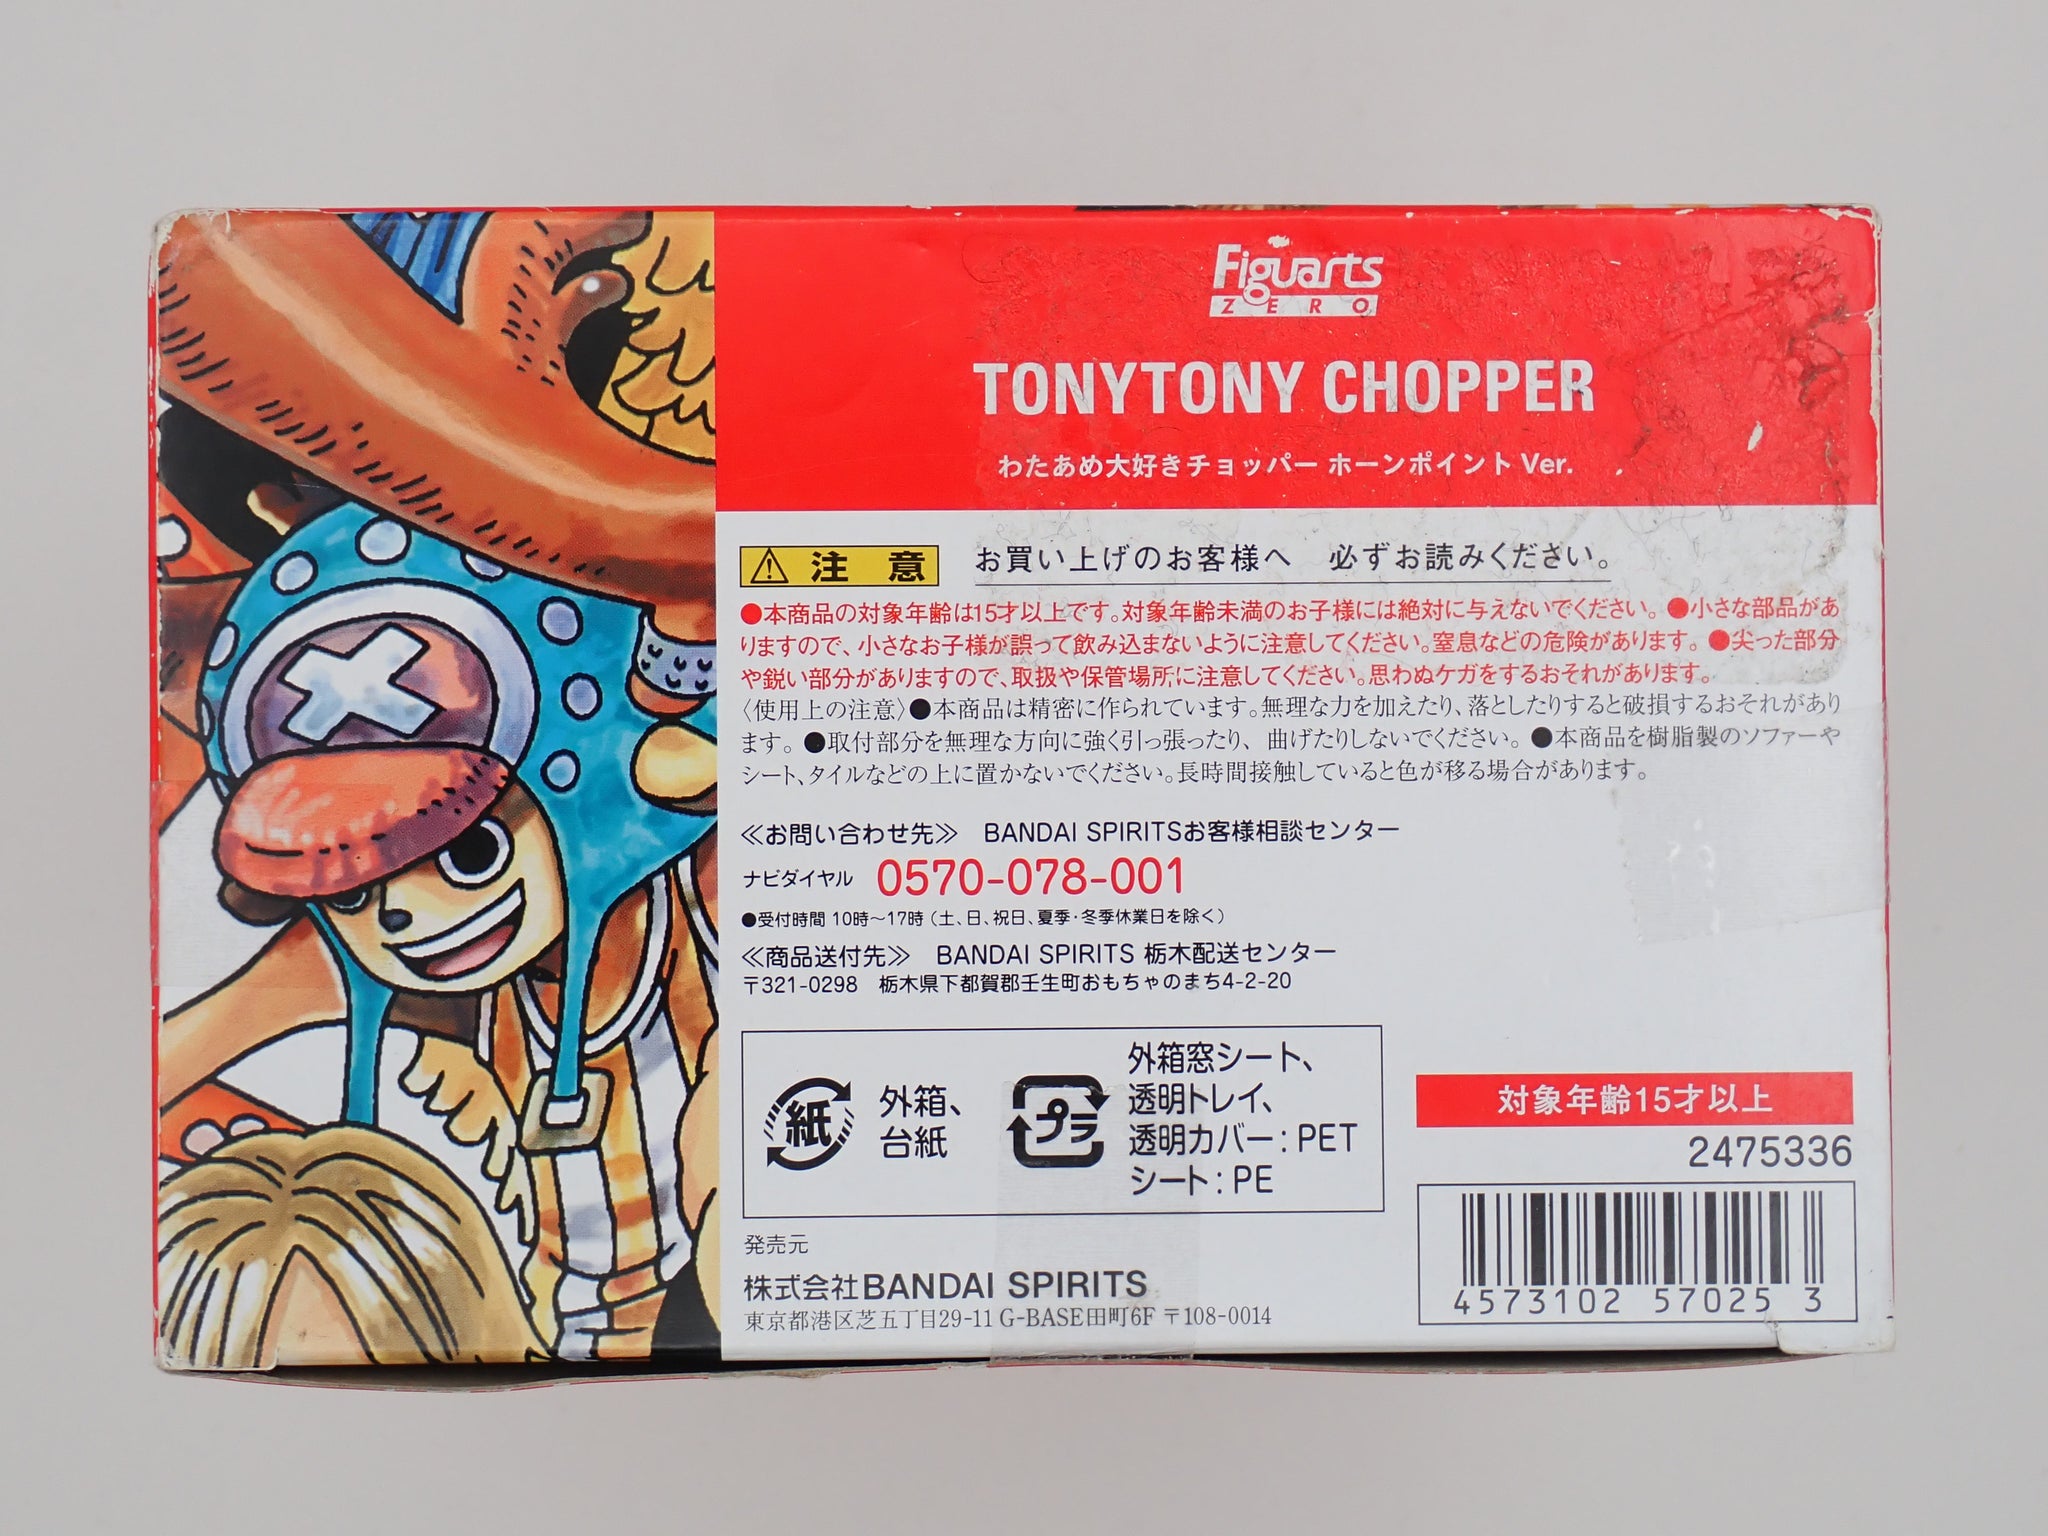 Figuarts
ZERO
TONYTONY CHOPPER
わたあめ大好きチョッパー ホーンポイント Ver.
注 意
お買い上げのお客様へ 必ずお読みください。
●本商品の対象年齢は15才以上です。対象年齢未満のお子様には絶対に与えないでください。●小さな部品があ
りますので、小さなお子様が誤って飲み込まないように注意してください。窒息などの危険があります。●尖った部分
や鋭い部分がありますので、取扱や保管場所に注意してください。思わぬケガをするおそれがあります。
〈使用上の注意〉●本商品は精密に作られています。無理な力を加えたり、落としたりすると破損するおそれがあり
ます。●取付部分を無理な方向に強く引っ張ったり、曲げたりしないでください。●本商品を樹脂製のソファーや
シート、タイルなどの上に置かないでください。長時間接触していると色が移る場合があります。
≪お問い合わせ先≫ BANDAI SPIRITSお客様相談センター
ナビダイヤル 0570-078-001
●受付時間 10時～17時（土、日、祝日、夏季・冬季休業日を除く）
≪商品送付先≫ BANDAI SPIRITS 栃木配送センター
〒321-0298 栃木県下都賀郡壬生町おもちゃのまち4-2-20
紙
外箱、
台紙
プラ
外箱窓シート、
透明トレイ、
透明カバー：PET
シート：PE
対象年齢15才以上
2475336
4573102 57025 3
発売元
株式会社BANDAI SPIRITS
東京都港区芝五丁目29-11 G-BASE田町6F 〒108-0014